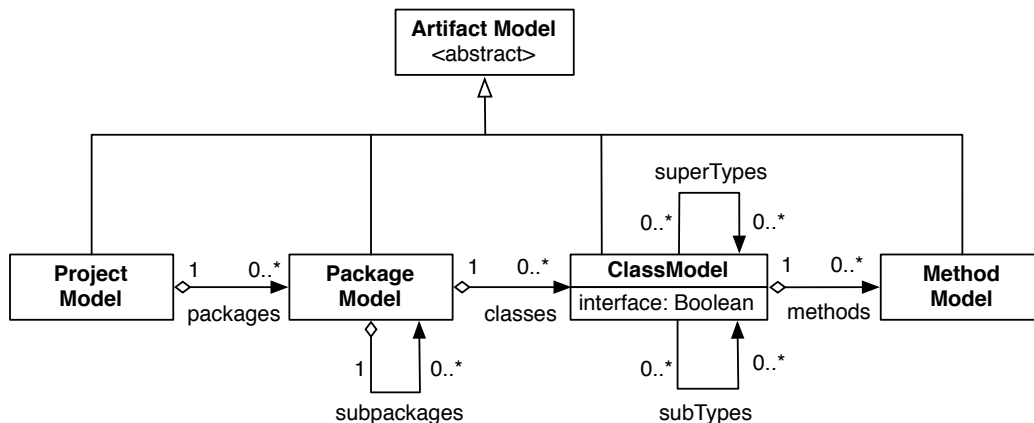 Artifact Model
<abstract>
superTypes
0..*
0..*
Project
Model
1
0..*
packages
Package
Model
1
0..*
classes
ClassModel
interface: Boolean
1
0..*
methods
Method
Model
1
0..*
subpackages
0..*
0..*
subTypes